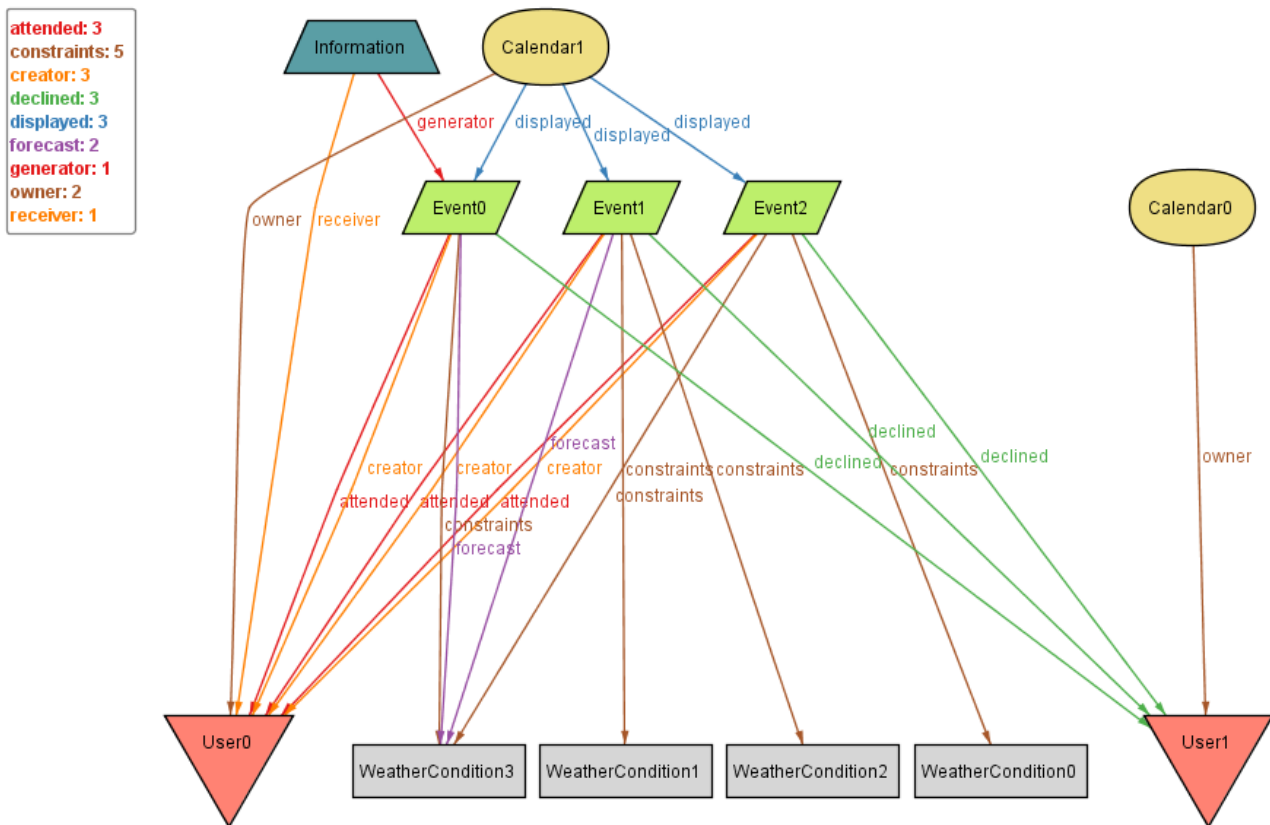 attended: 3
constraints: 5
creator: 3
declined: 3
displayed: 3
forecast: 2
generator: 1
owner: 2
receiver: 1
Information
Calendar1
generator
displayed
displayed
displayed
Event0
Event1
Event2
Calendar0
owner
receiver
forecast
declined
declined
owner
creator
creator
creator
constraints
constraints
declined
constraints
attended
attended
attended
constraints
constraints
forecast
User0
WeatherCondition3
WeatherCondition1
WeatherCondition2
WeatherCondition0
User1